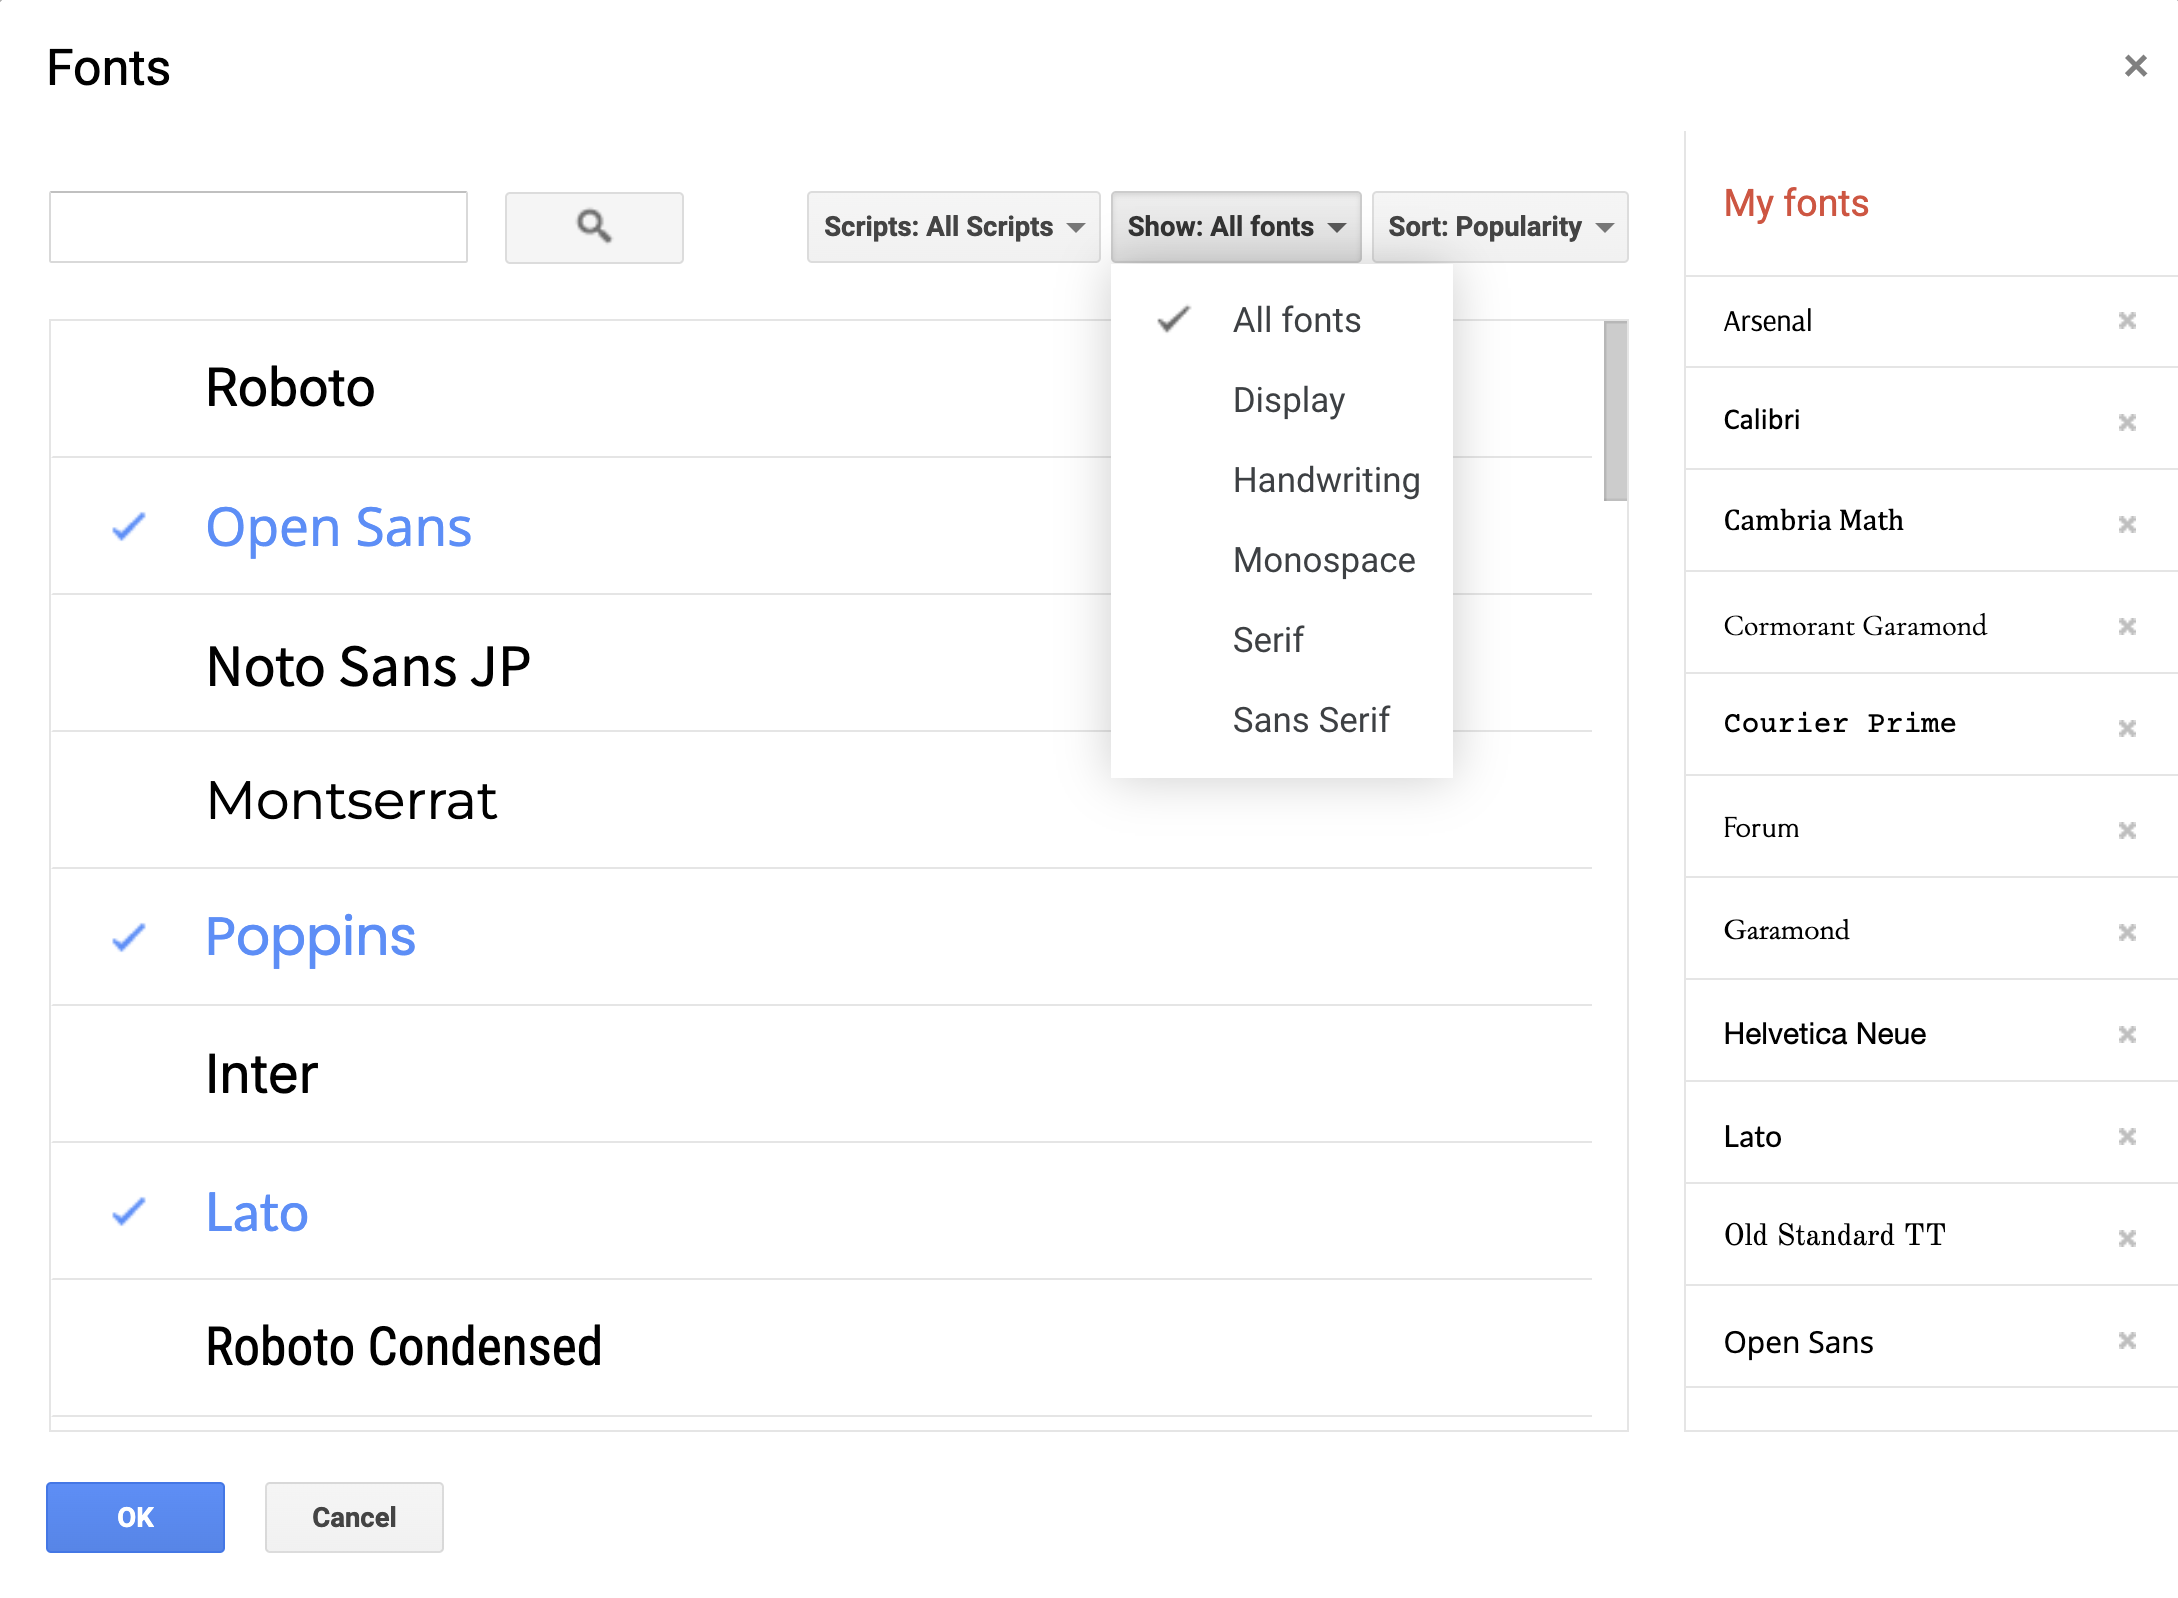 Fonts
Scripts: All Scripts
Show: All fonts
Sort: Popularity
All fonts
Display
Handwriting
Monospace
Serif
Sans Serif
Roboto
Open Sans
Noto Sans JP
Montserrat
Poppins
Inter
Lato
Roboto Condensed
My fonts
Arsenal
Calibri
Cambria Math
Cormorant Garamond
Courier Prime
Forum
Garamond
Helvetica Neue
Lato
Old Standard TT
Open Sans
OK
Cancel